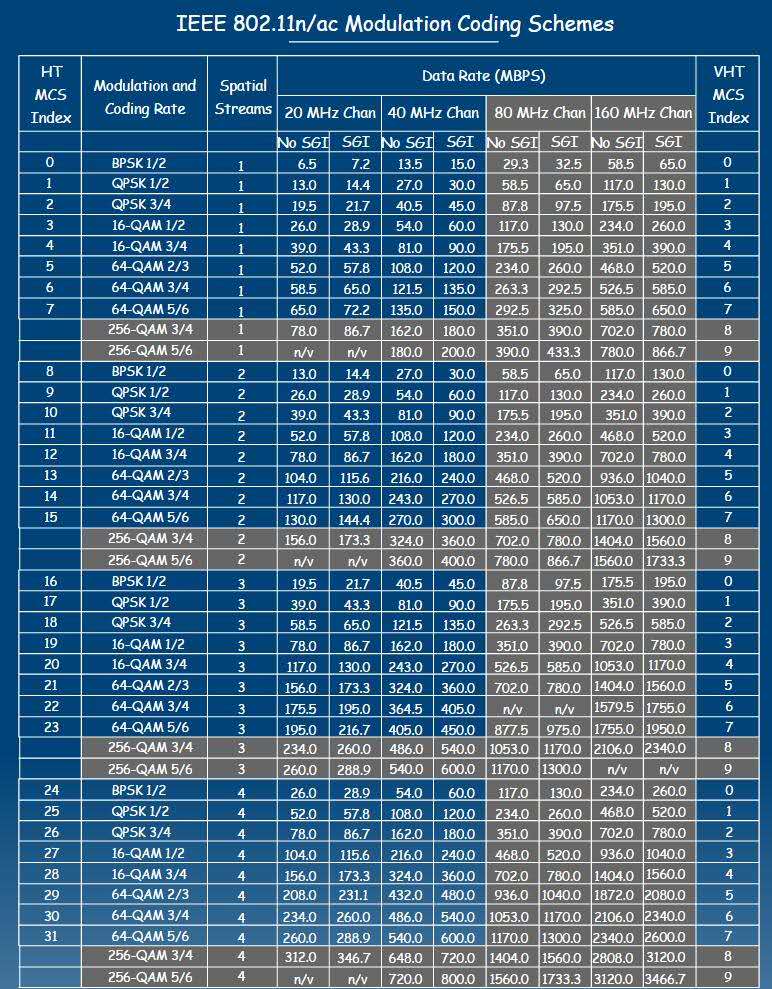 IEEE 802.11n/ac Modulation Coding Schemes
HT MCS Index Modulation and Coding Rate Spatial Streams Data Rate (MBPS) VHT MCS Index
20 MHz Chan 40 MHz Chan 80 MHz Chan 160 MHz Chan
No SGI SGI No SGI SGI No SGI SGI No SGI SGI
0 BPSK 1/2 1 6.5 7.2 13.5 15.0 29.3 32.5 58.5 65.0 0
1 QPSK 1/2 1 13.0 14.4 27.0 30.0 58.5 65.0 117.0 130.0 1
2 QPSK 3/4 1 19.5 21.7 40.5 45.0 87.8 97.5 175.5 195.0 2
3 16-QAM 1/2 1 26.0 28.9 54.0 60.0 117.0 130.0 234.0 260.0 3
4 16-QAM 3/4 1 39.0 43.3 81.0 90.0 175.5 195.0 351.0 390.0 4
5 64-QAM 2/3 1 52.0 57.8 108.0 120.0 234.0 260.0 468.0 520.0 5
6 64-QAM 3/4 1 58.5 65.0 121.5 135.0 263.3 292.5 526.5 585.0 6
7 64-QAM 5/6 1 65.0 72.2 135.0 150.0 292.5 325.0 585.0 650.0 7
256-QAM 3/4 1 78.0 86.7 162.0 180.0 351.0 390.0 702.0 780.0 8
256-QAM 5/6 1 n/v n/v 180.0 200.0 390.0 433.3 780.0 866.7 9
8 BPSK 1/2 2 13.0 14.4 27.0 30.0 58.5 65.0 117.0 130.0 0
9 QPSK 1/2 2 26.0 28.9 54.0 60.0 117.0 130.0 234.0 260.0 1
10 QPSK 3/4 2 39.0 43.3 81.0 90.0 175.5 195.0 351.0 390.0 2
11 16-QAM 1/2 2 52.0 57.8 108.0 120.0 234.0 260.0 468.0 520.0 3
12 16-QAM 3/4 2 78.0 86.7 162.0 180.0 351.0 390.0 702.0 780.0 4
13 64-QAM 2/3 2 104.0 115.6 216.0 240.0 468.0 520.0 936.0 1040.0 5
14 64-QAM 3/4 2 117.0 130.0 243.0 270.0 526.5 585.0 1053.0 1170.0 6
15 64-QAM 5/6 2 130.0 144.4 270.0 300.0 585.0 650.0 1170.0 1300.0 7
256-QAM 3/4 2 156.0 173.3 324.0 360.0 702.0 780.0 1404.0 1560.0 8
256-QAM 5/6 2 n/v n/v 360.0 400.0 780.0 866.7 1560.0 1733.3 9
16 BPSK 1/2 3 19.5 21.7 40.5 45.0 87.8 97.5 175.5 195.0 0
17 QPSK 1/2 3 39.0 43.3 81.0 90.0 175.5 195.0 351.0 390.0 1
18 QPSK 3/4 3 58.5 65.0 121.5 135.0 263.3 292.5 526.5 585.0 2
19 16-QAM 1/2 3 78.0 86.7 162.0 180.0 351.0 390.0 702.0 780.0 3
20 16-QAM 3/4 3 117.0 130.0 243.0 270.0 526.5 585.0 1053.0 1170.0 4
21 64-QAM 2/3 3 156.0 173.3 324.0 360.0 702.0 780.0 1404.0 1560.0 5
22 64-QAM 3/4 3 175.5 195.0 364.5 405.0 n/v n/v 1579.5 1755.0 6
23 64-QAM 5/6 3 195.0 216.7 405.0 450.0 877.5 975.0 1755.0 1950.0 7
256-QAM 3/4 3 234.0 260.0 486.0 540.0 1053.0 1170.0 2106.0 2340.0 8
256-QAM 5/6 3 260.0 288.9 540.0 600.0 1170.0 1300.0 n/v n/v 9
24 BPSK 1/2 4 26.0 28.9 54.0 60.0 117.0 130.0 234.0 260.0 0
25 QPSK 1/2 4 52.0 57.8 108.0 120.0 234.0 260.0 468.0 520.0 1
26 QPSK 3/4 4 78.0 86.7 162.0 180.0 351.0 390.0 702.0 780.0 2
27 16-QAM 1/2 4 104.0 115.6 216.0 240.0 468.0 520.0 936.0 1040.0 3
28 16-QAM 3/4 4 156.0 173.3 324.0 360.0 702.0 780.0 1404.0 1560.0 4
29 64-QAM 2/3 4 208.0 231.1 432.0 480.0 936.0 1040.0 1872.0 2080.0 5
30 64-QAM 3/4 4 234.0 260.0 486.0 540.0 1053.0 1170.0 2106.0 2340.0 6
31 64-QAM 5/6 4 260.0 288.9 540.0 600.0 1170.0 1300.0 2340.0 2600.0 7
256-QAM 3/4 4 312.0 346.7 648.0 720.0 1404.0 1560.0 2808.0 3120.0 8
256-QAM 5/6 4 n/v n/v 720.0 800.0 1560.0 1733.3 3120.0 3466.7 9